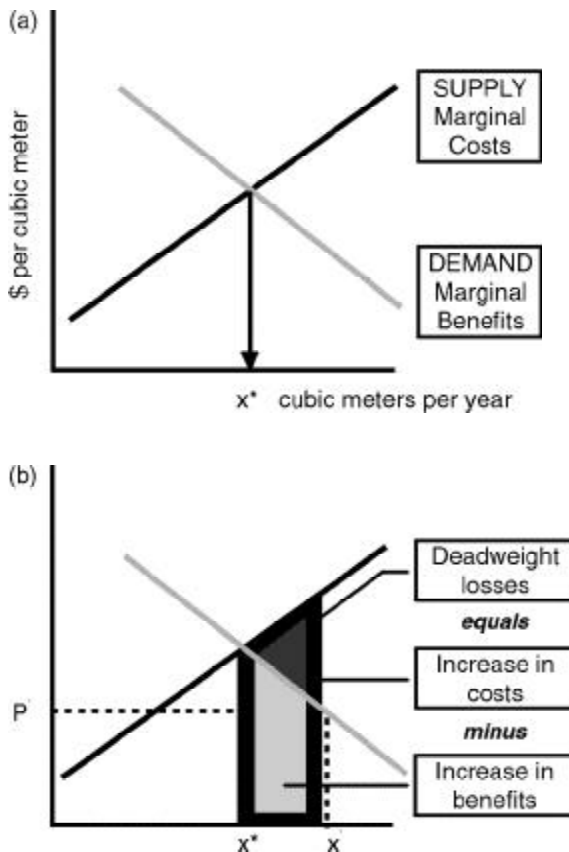 (a)
$ per cubic meter
SUPPLY
Marginal
Costs
DEMAND
Marginal
Benefits
x* cubic meters per year
(b)
Deadweight
losses
equals
Increase in
costs
P'
minus
Increase in
benefits
x* x'